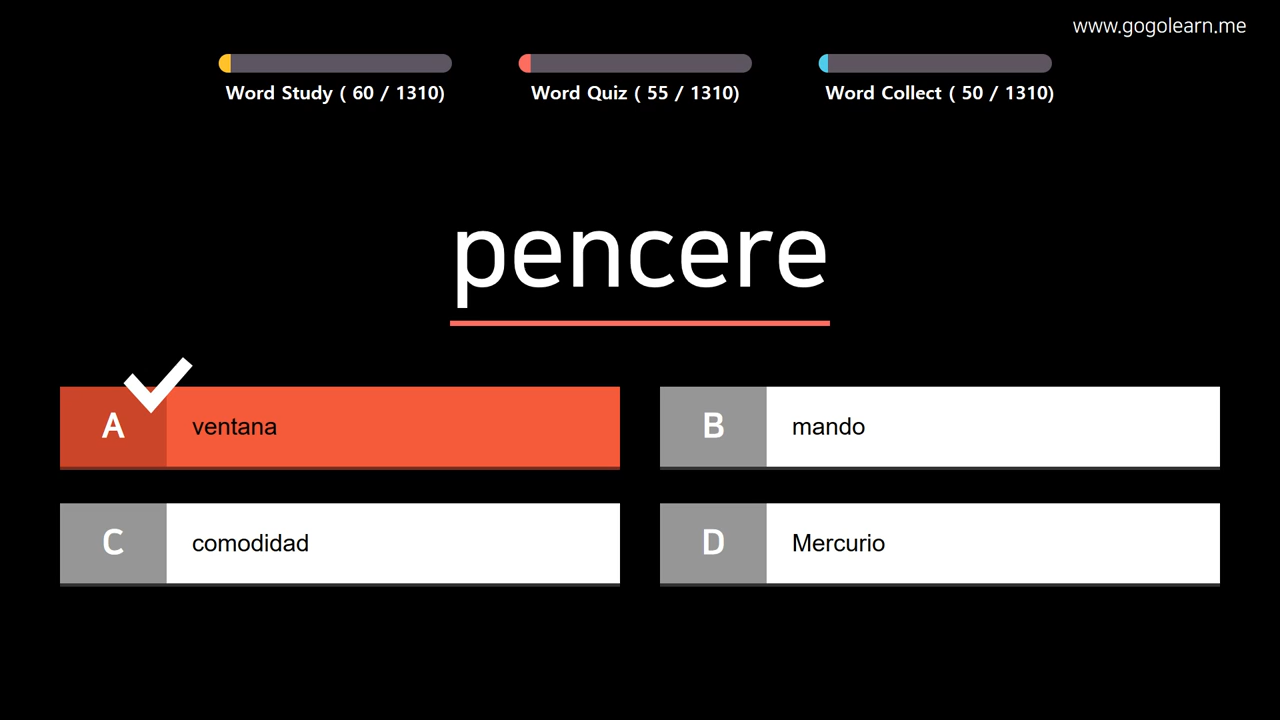 www.gogolearn.me
Word Study ( 60 / 1310)
Word Quiz ( 55 / 1310)
Word Collect ( 50 / 1310)
pencere
A ventana
B mando
C comodidad
D Mercurio